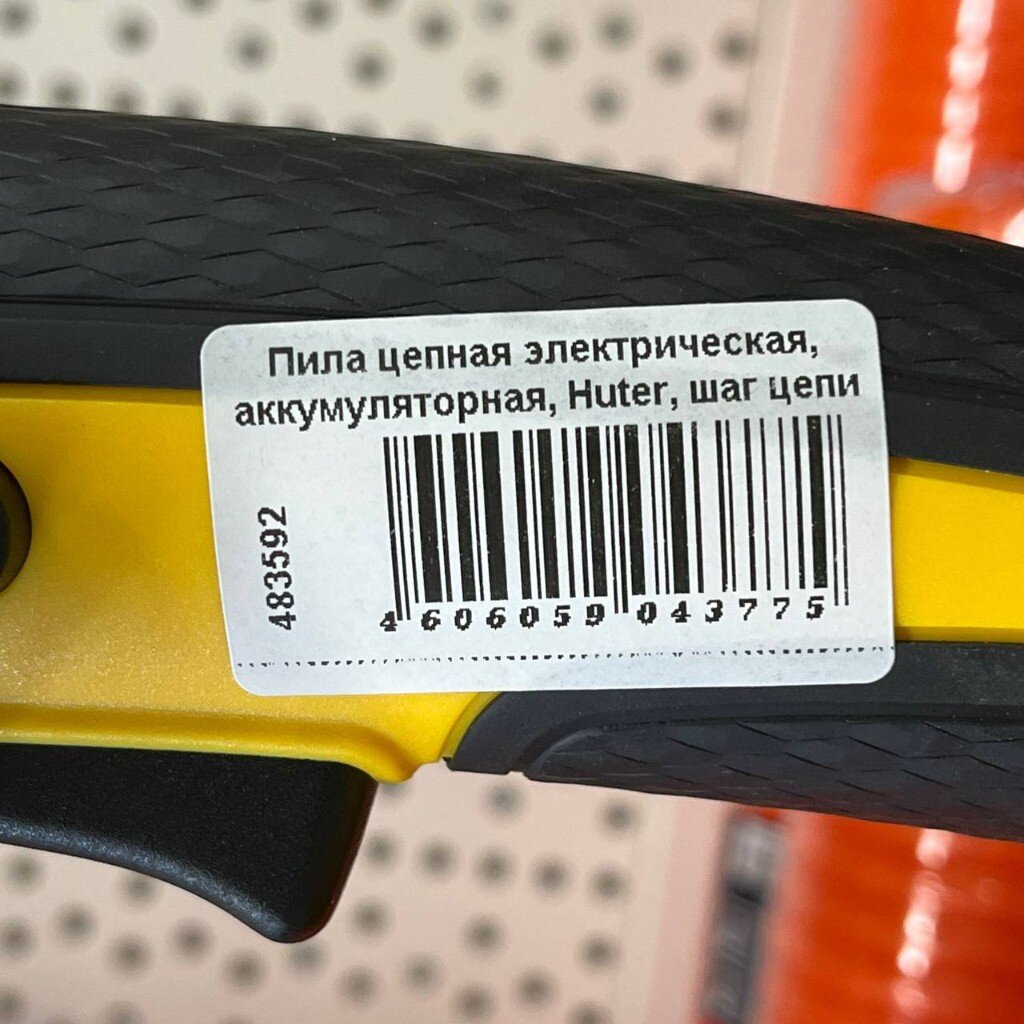 Пила цепная электрическая,
аккумуляторная, Huter, шаг цепи
483592
4 606059 043775